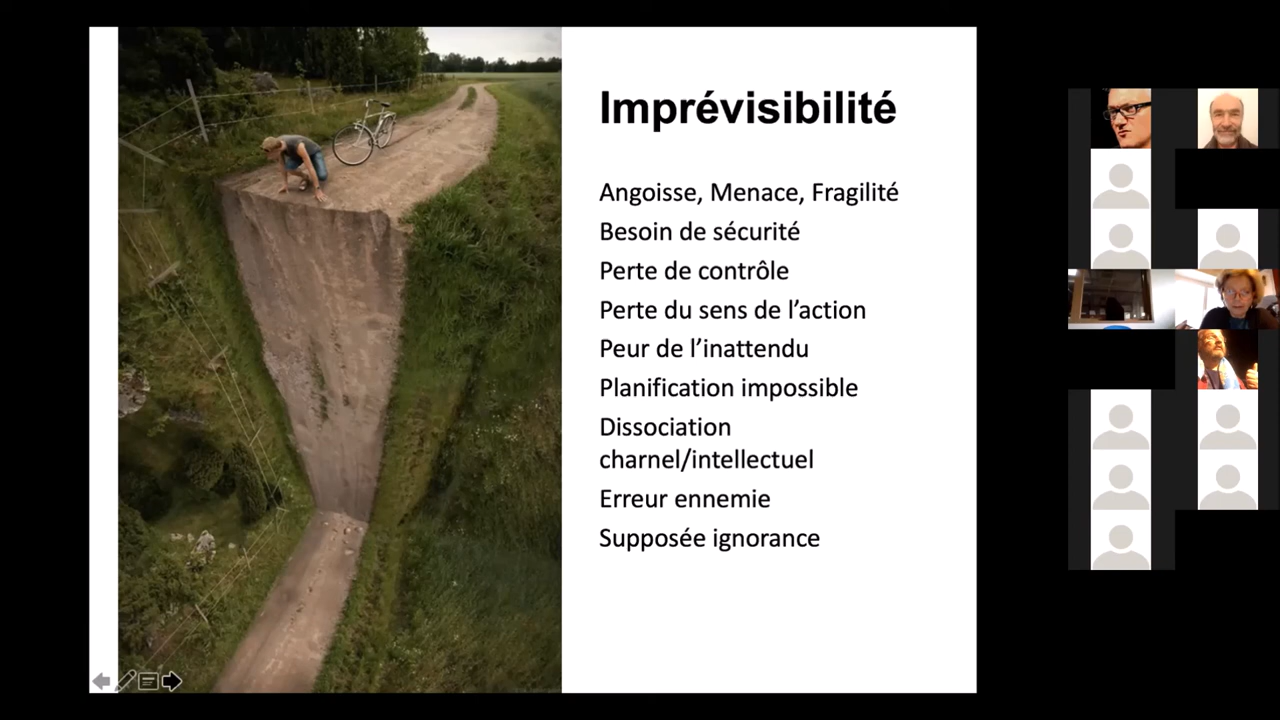 Imprévisibilité
Angoisse, Menace, Fragilité
Besoin de sécurité
Perte de contrôle
Perte du sens de l’action
Peur de l’inattendu
Planification impossible
Dissociation
charnel/intellectuel
Erreur ennemie
Supposée ignorance